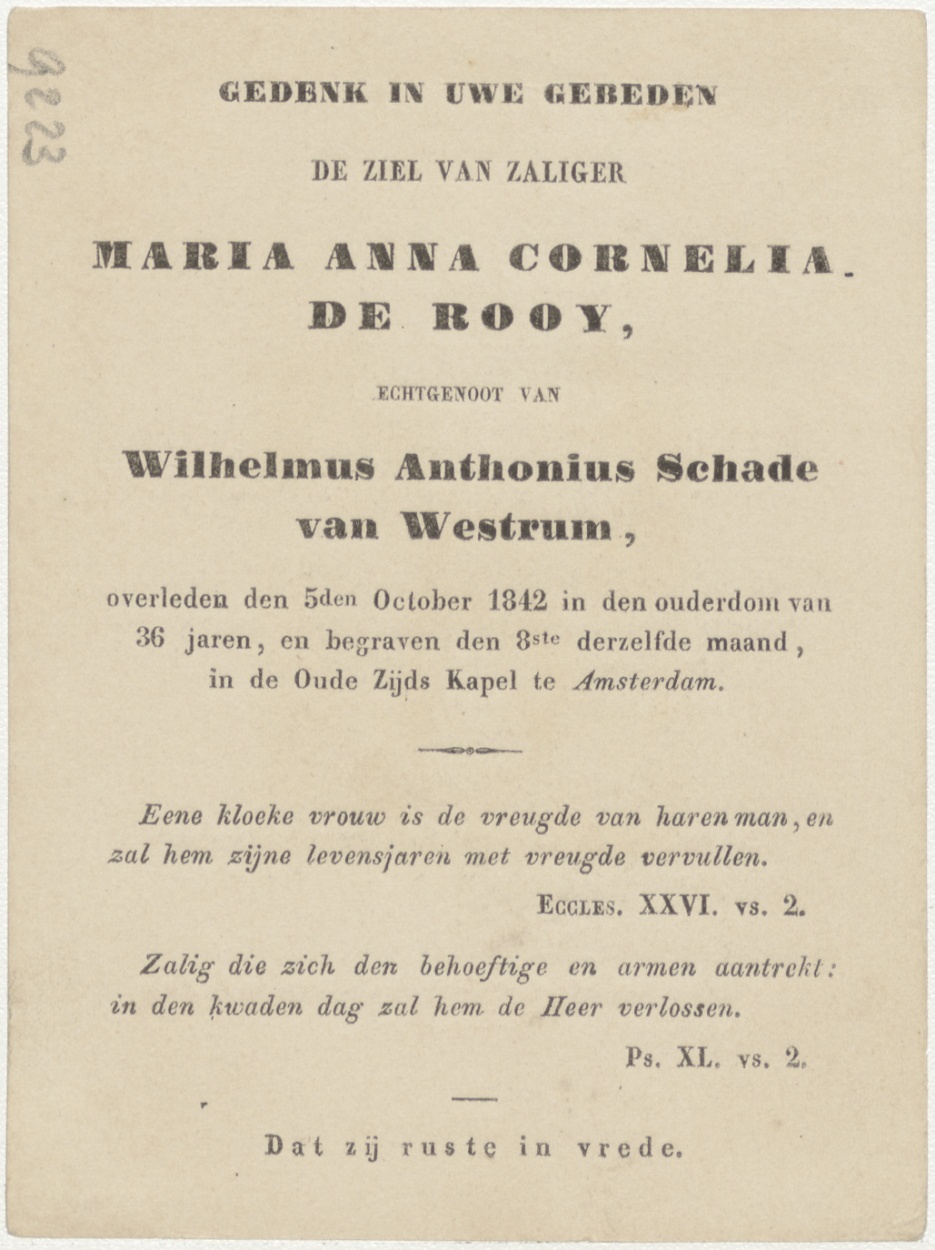 GEDENK IN UWE GEBEDEN
DE ZIEL VAN ZALIGER
MARIA ANNA CORNELIA
DE ROOY,
ECHTGENOOT VAN
Wilhelmus Anthonius Schade
van Westrum,
overleden den 5den October 1842 in den ouderdom van
36 jaren, en begraven den 8ste derzelfde maand,
in de Oude Zijds Kapel te Amsterdam.
Eene kloeke vrouw is de vreugde van haren man, en
zal hem zijne levensjaren met vreugde vervullen.
ECCLES. XXVI. vs. 2.
Zalig die zich den behoeftige en armen aantrekt:
in den kwaden dag zal hem de Heer verlossen.
Ps. XL. vs. 2.
Dat zij ruste in vrede.
9223